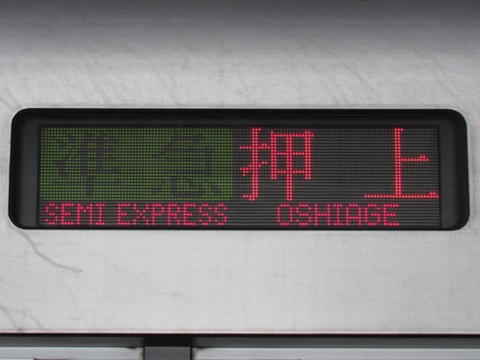 準急 押上
SEMI EXPRESS OSHIAGE